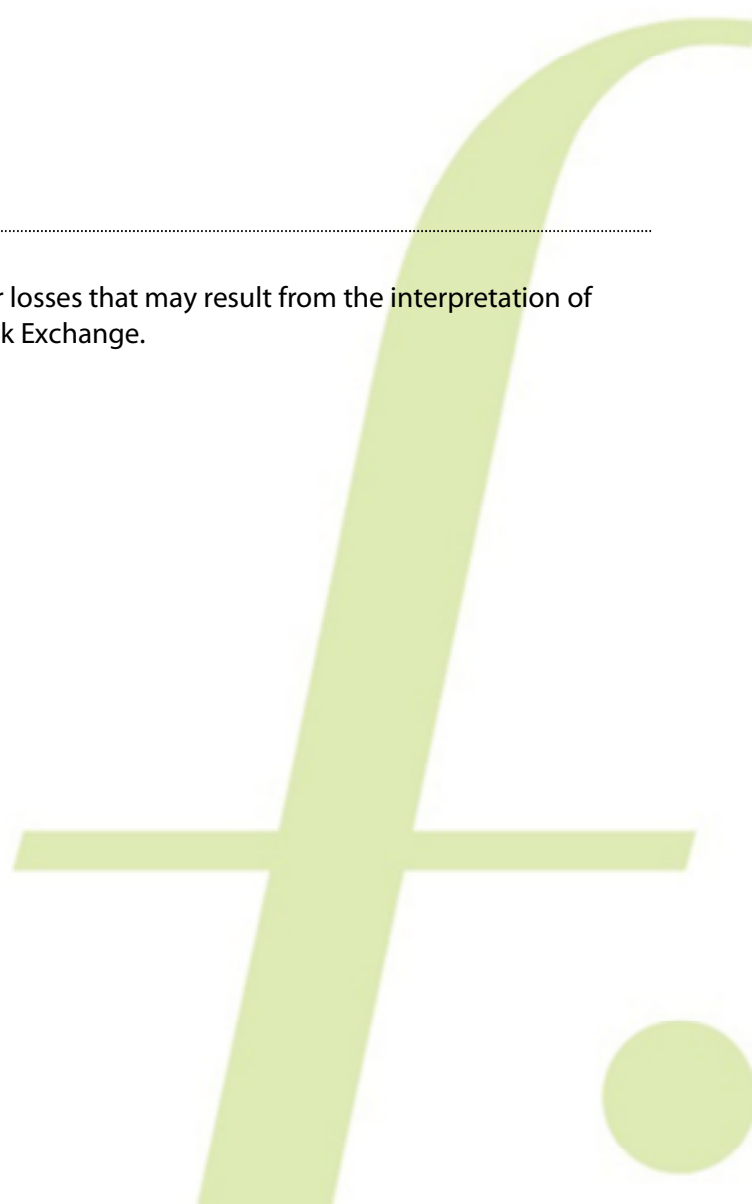 r losses that may result from the interpretation of
k Exchange.